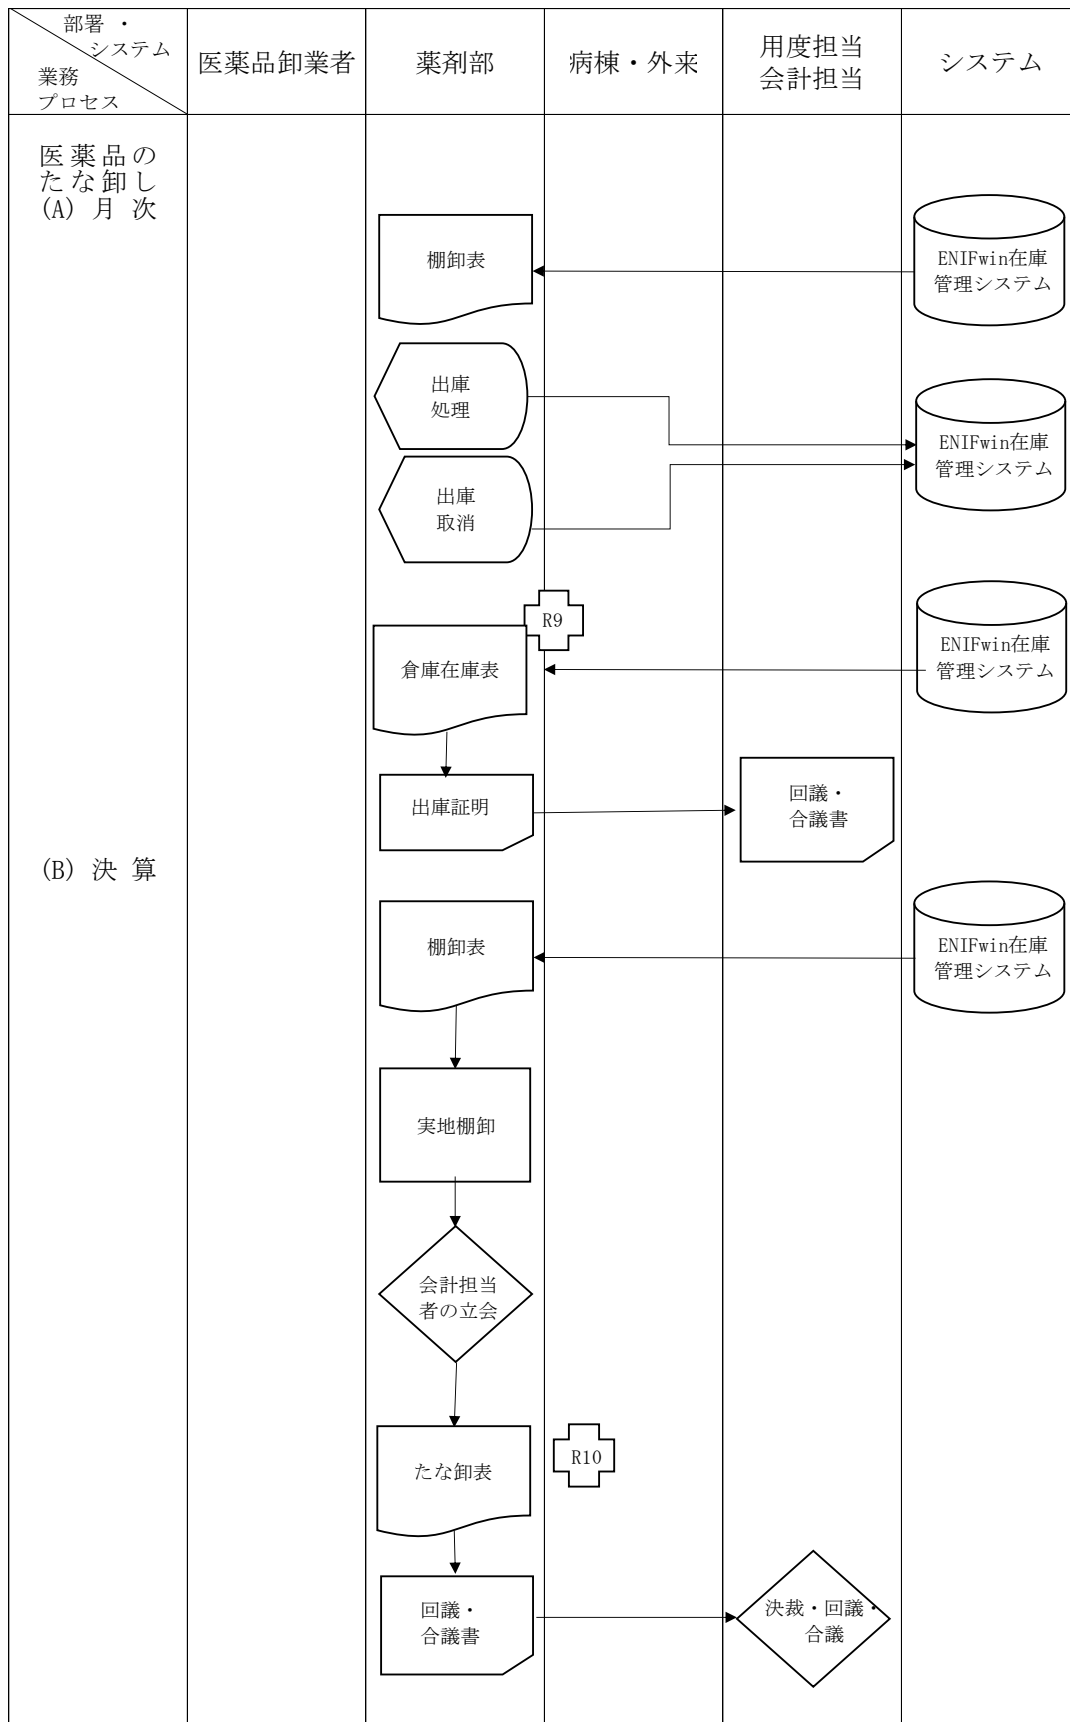 部署 ・
システム
業務
プロセス
医薬品卸業者
薬剤部
病棟・外来
用度担当
会計担当
システム
医薬品の
たな卸し
(A) 月 次
棚卸表
ENIFwin在庫
管理システム
出庫
処理
ENIFwin在庫
管理システム
出庫
取消
R9
倉庫在庫表
ENIFwin在庫
管理システム
出庫証明
回議・
合議書
(B) 決 算
棚卸表
ENIFwin在庫
管理システム
実地棚卸
会計担当
者の立会
たな卸表
R10
回議・
合議書
決裁・回議・
合議